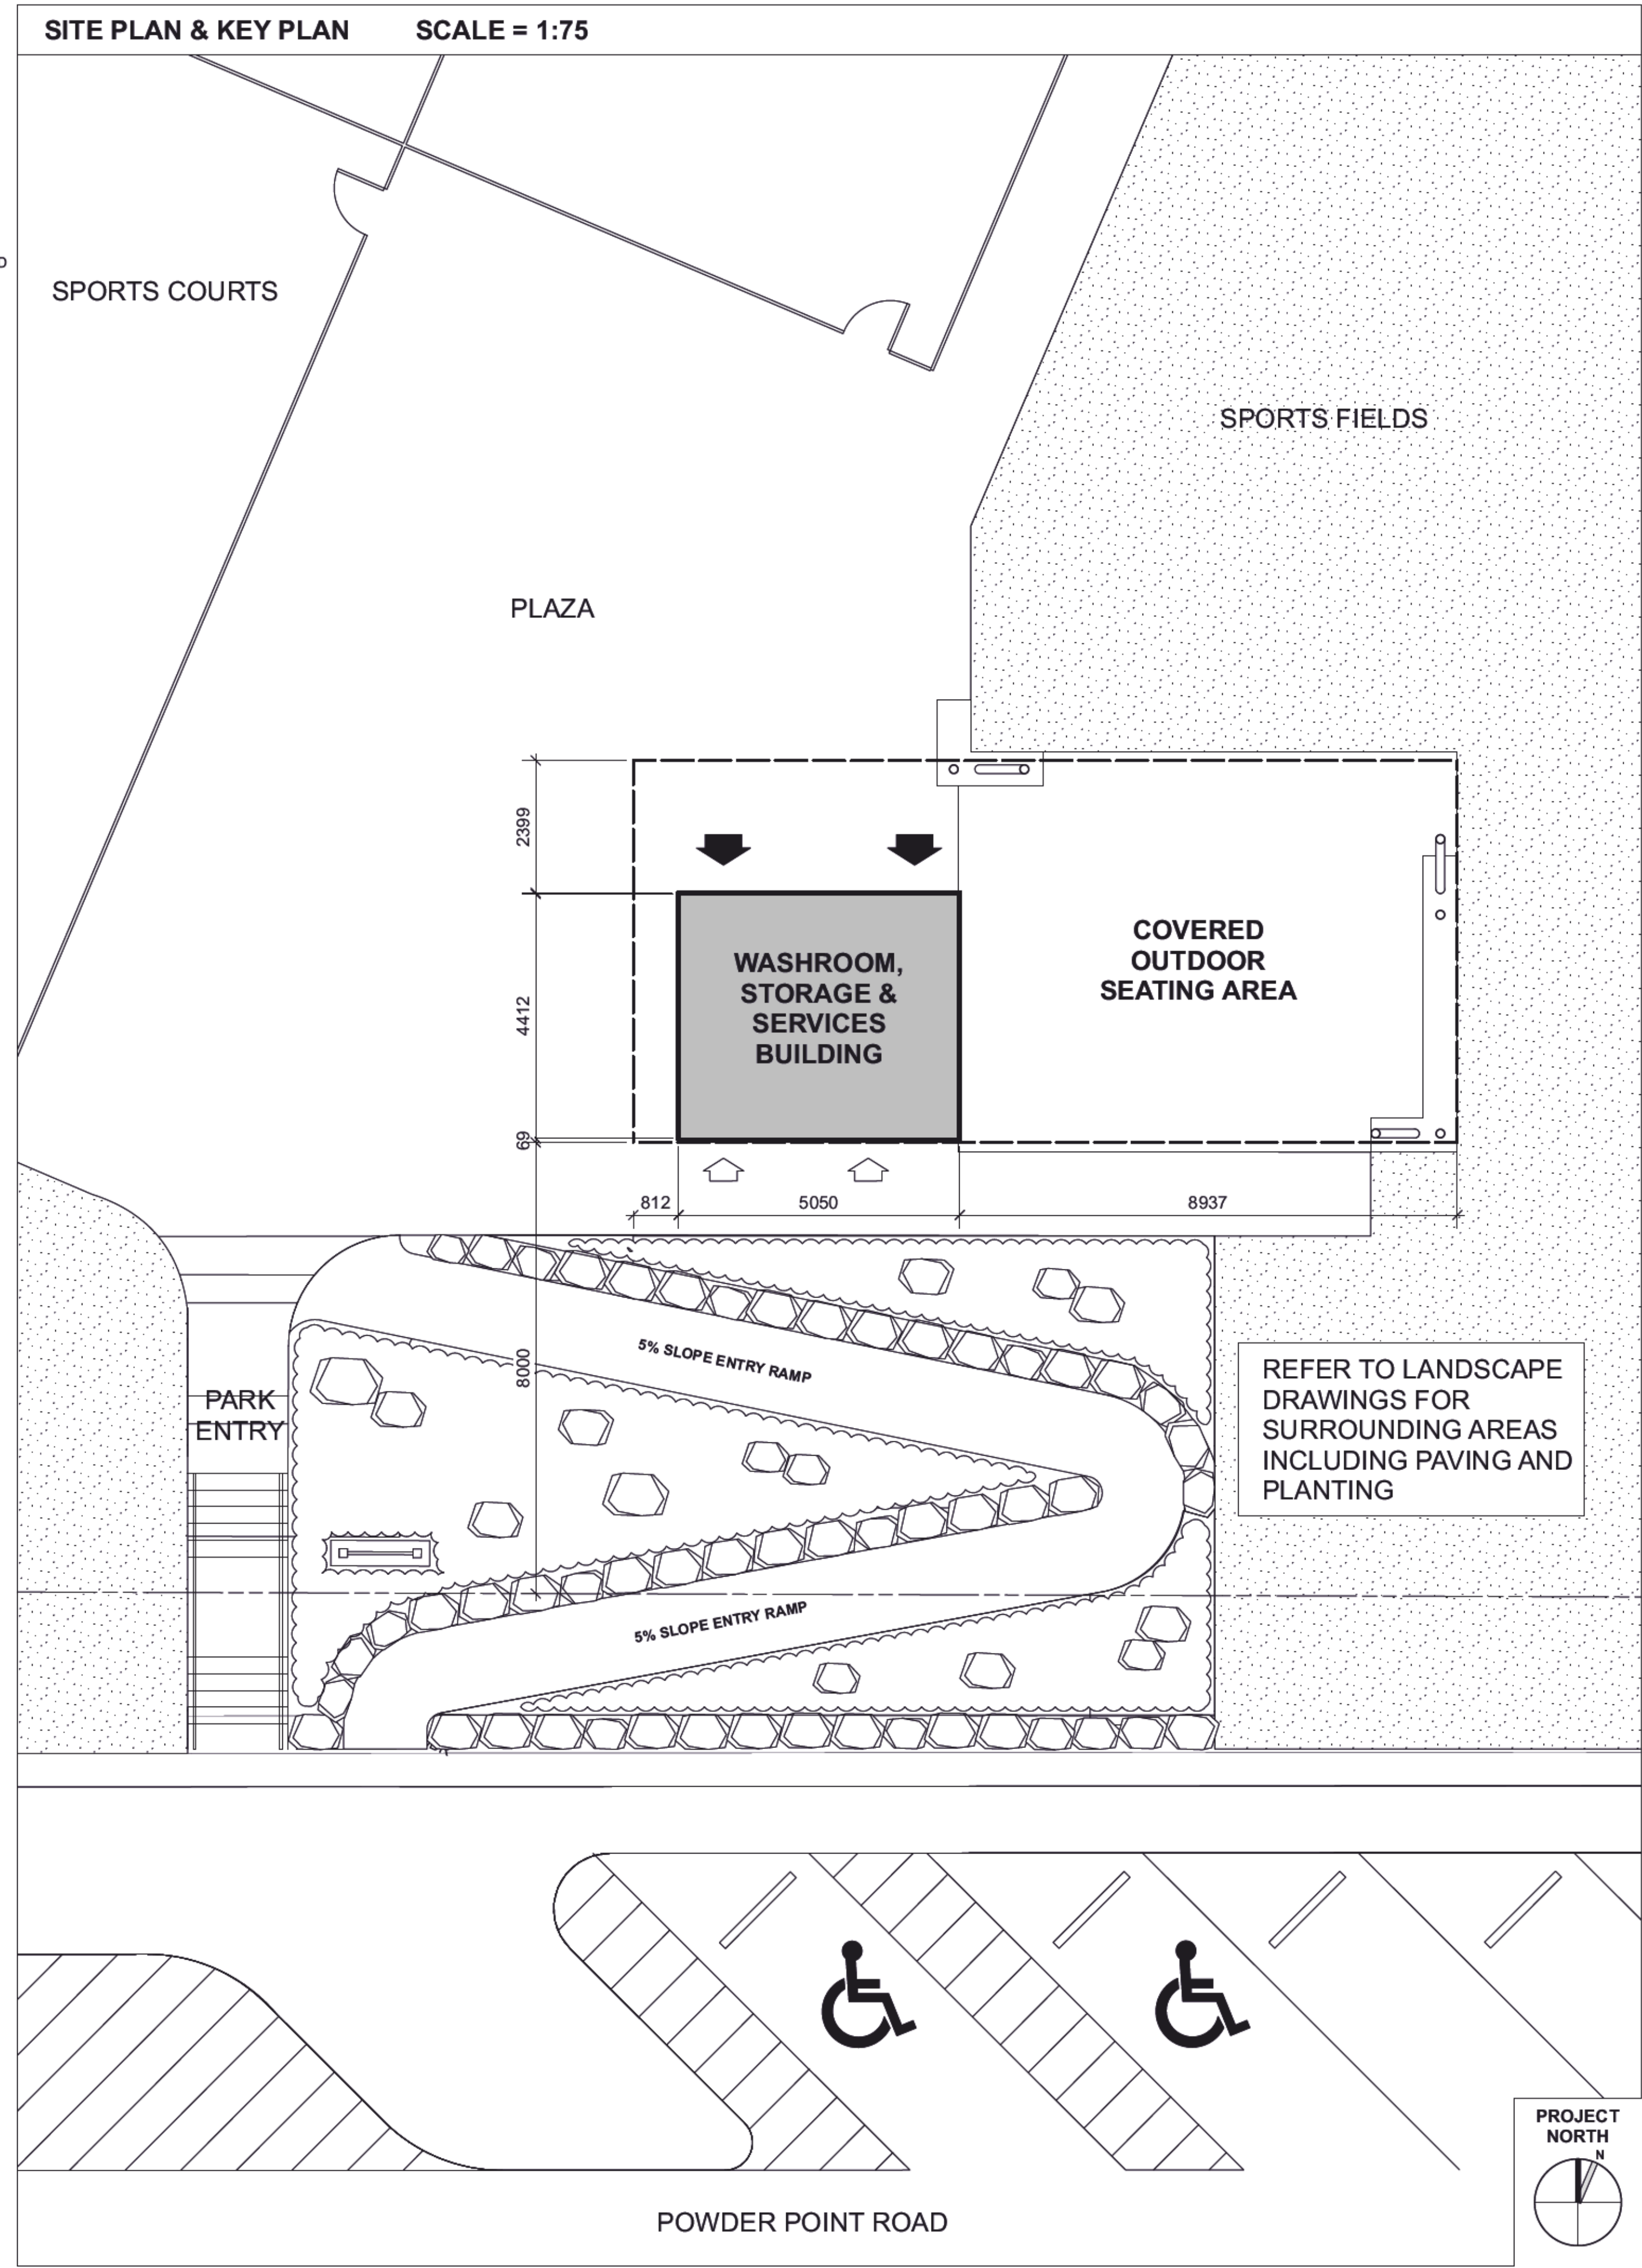 SITE PLAN & KEY PLAN SCALE = 1:75
SPORTS COURTS
SPORTS FIELDS
PLAZA
2399
4412
69
WASHROOM,
STORAGE &
SERVICES
BUILDING
COVERED
OUTDOOR
SEATING AREA
812
5050
8937
8000
5% SLOPE ENTRY RAMP
PARK
ENTRY
REFER TO LANDSCAPE
DRAWINGS FOR
SURROUNDING AREAS
INCLUDING PAVING AND
PLANTING
5% SLOPE ENTRY RAMP
PROJECT
NORTH
N
POWDER POINT ROAD